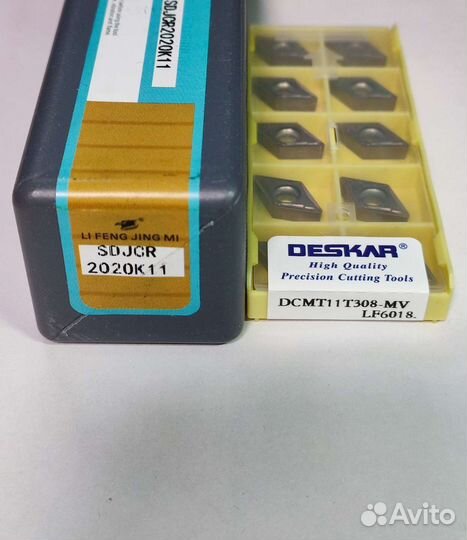 SDJCR2020K11
LI FENG JING MI
SDJCR
2020K11
DESKAR®
High Quality
Precision Cutting Tools
DCMT11T308-MV
LF6018.
Avito